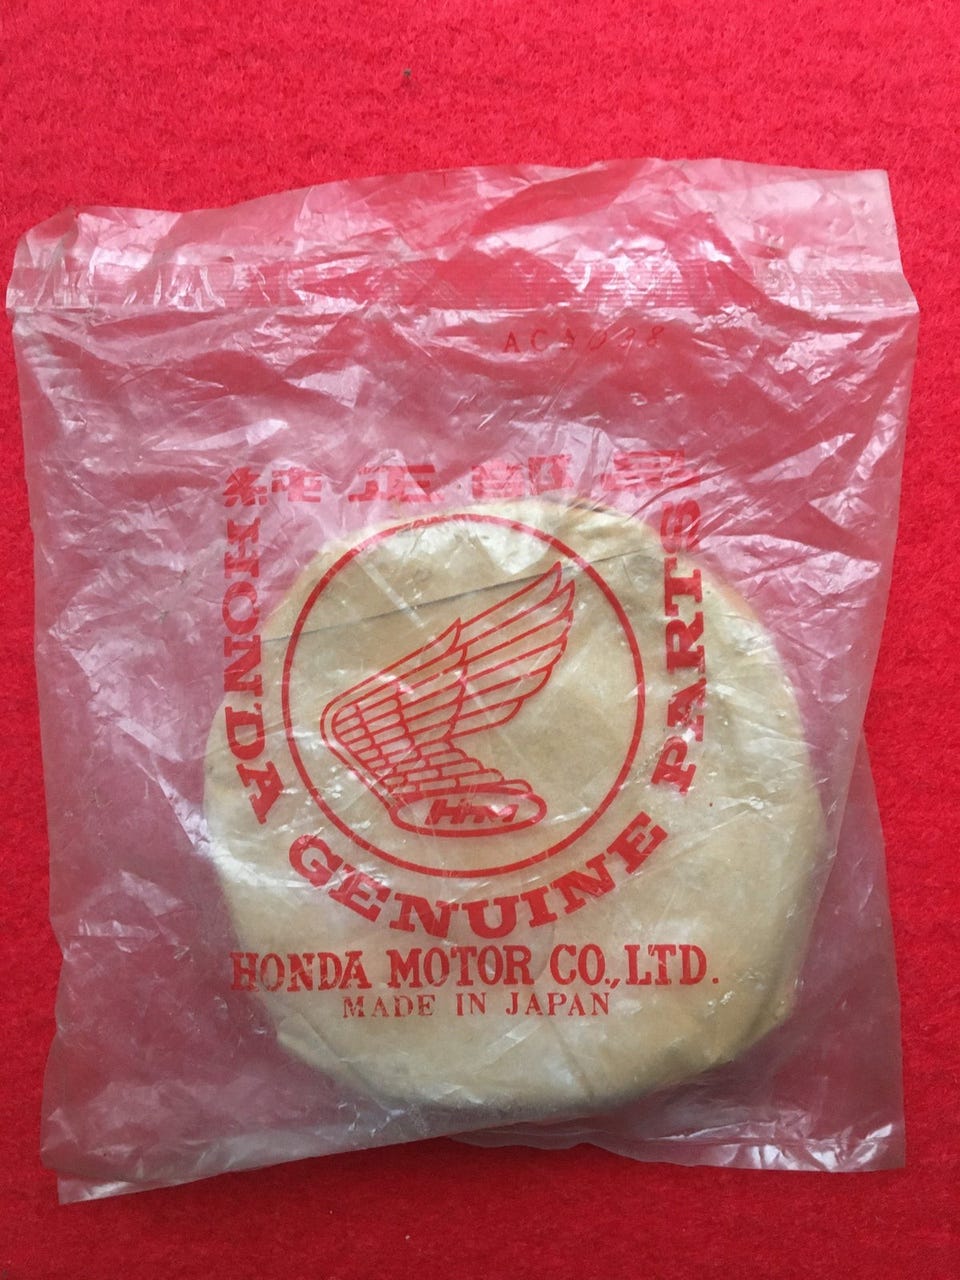 純正部品
HONDA GENUINE PARTS
HM
HONDA MOTOR CO., LTD.
MADE IN JAPAN